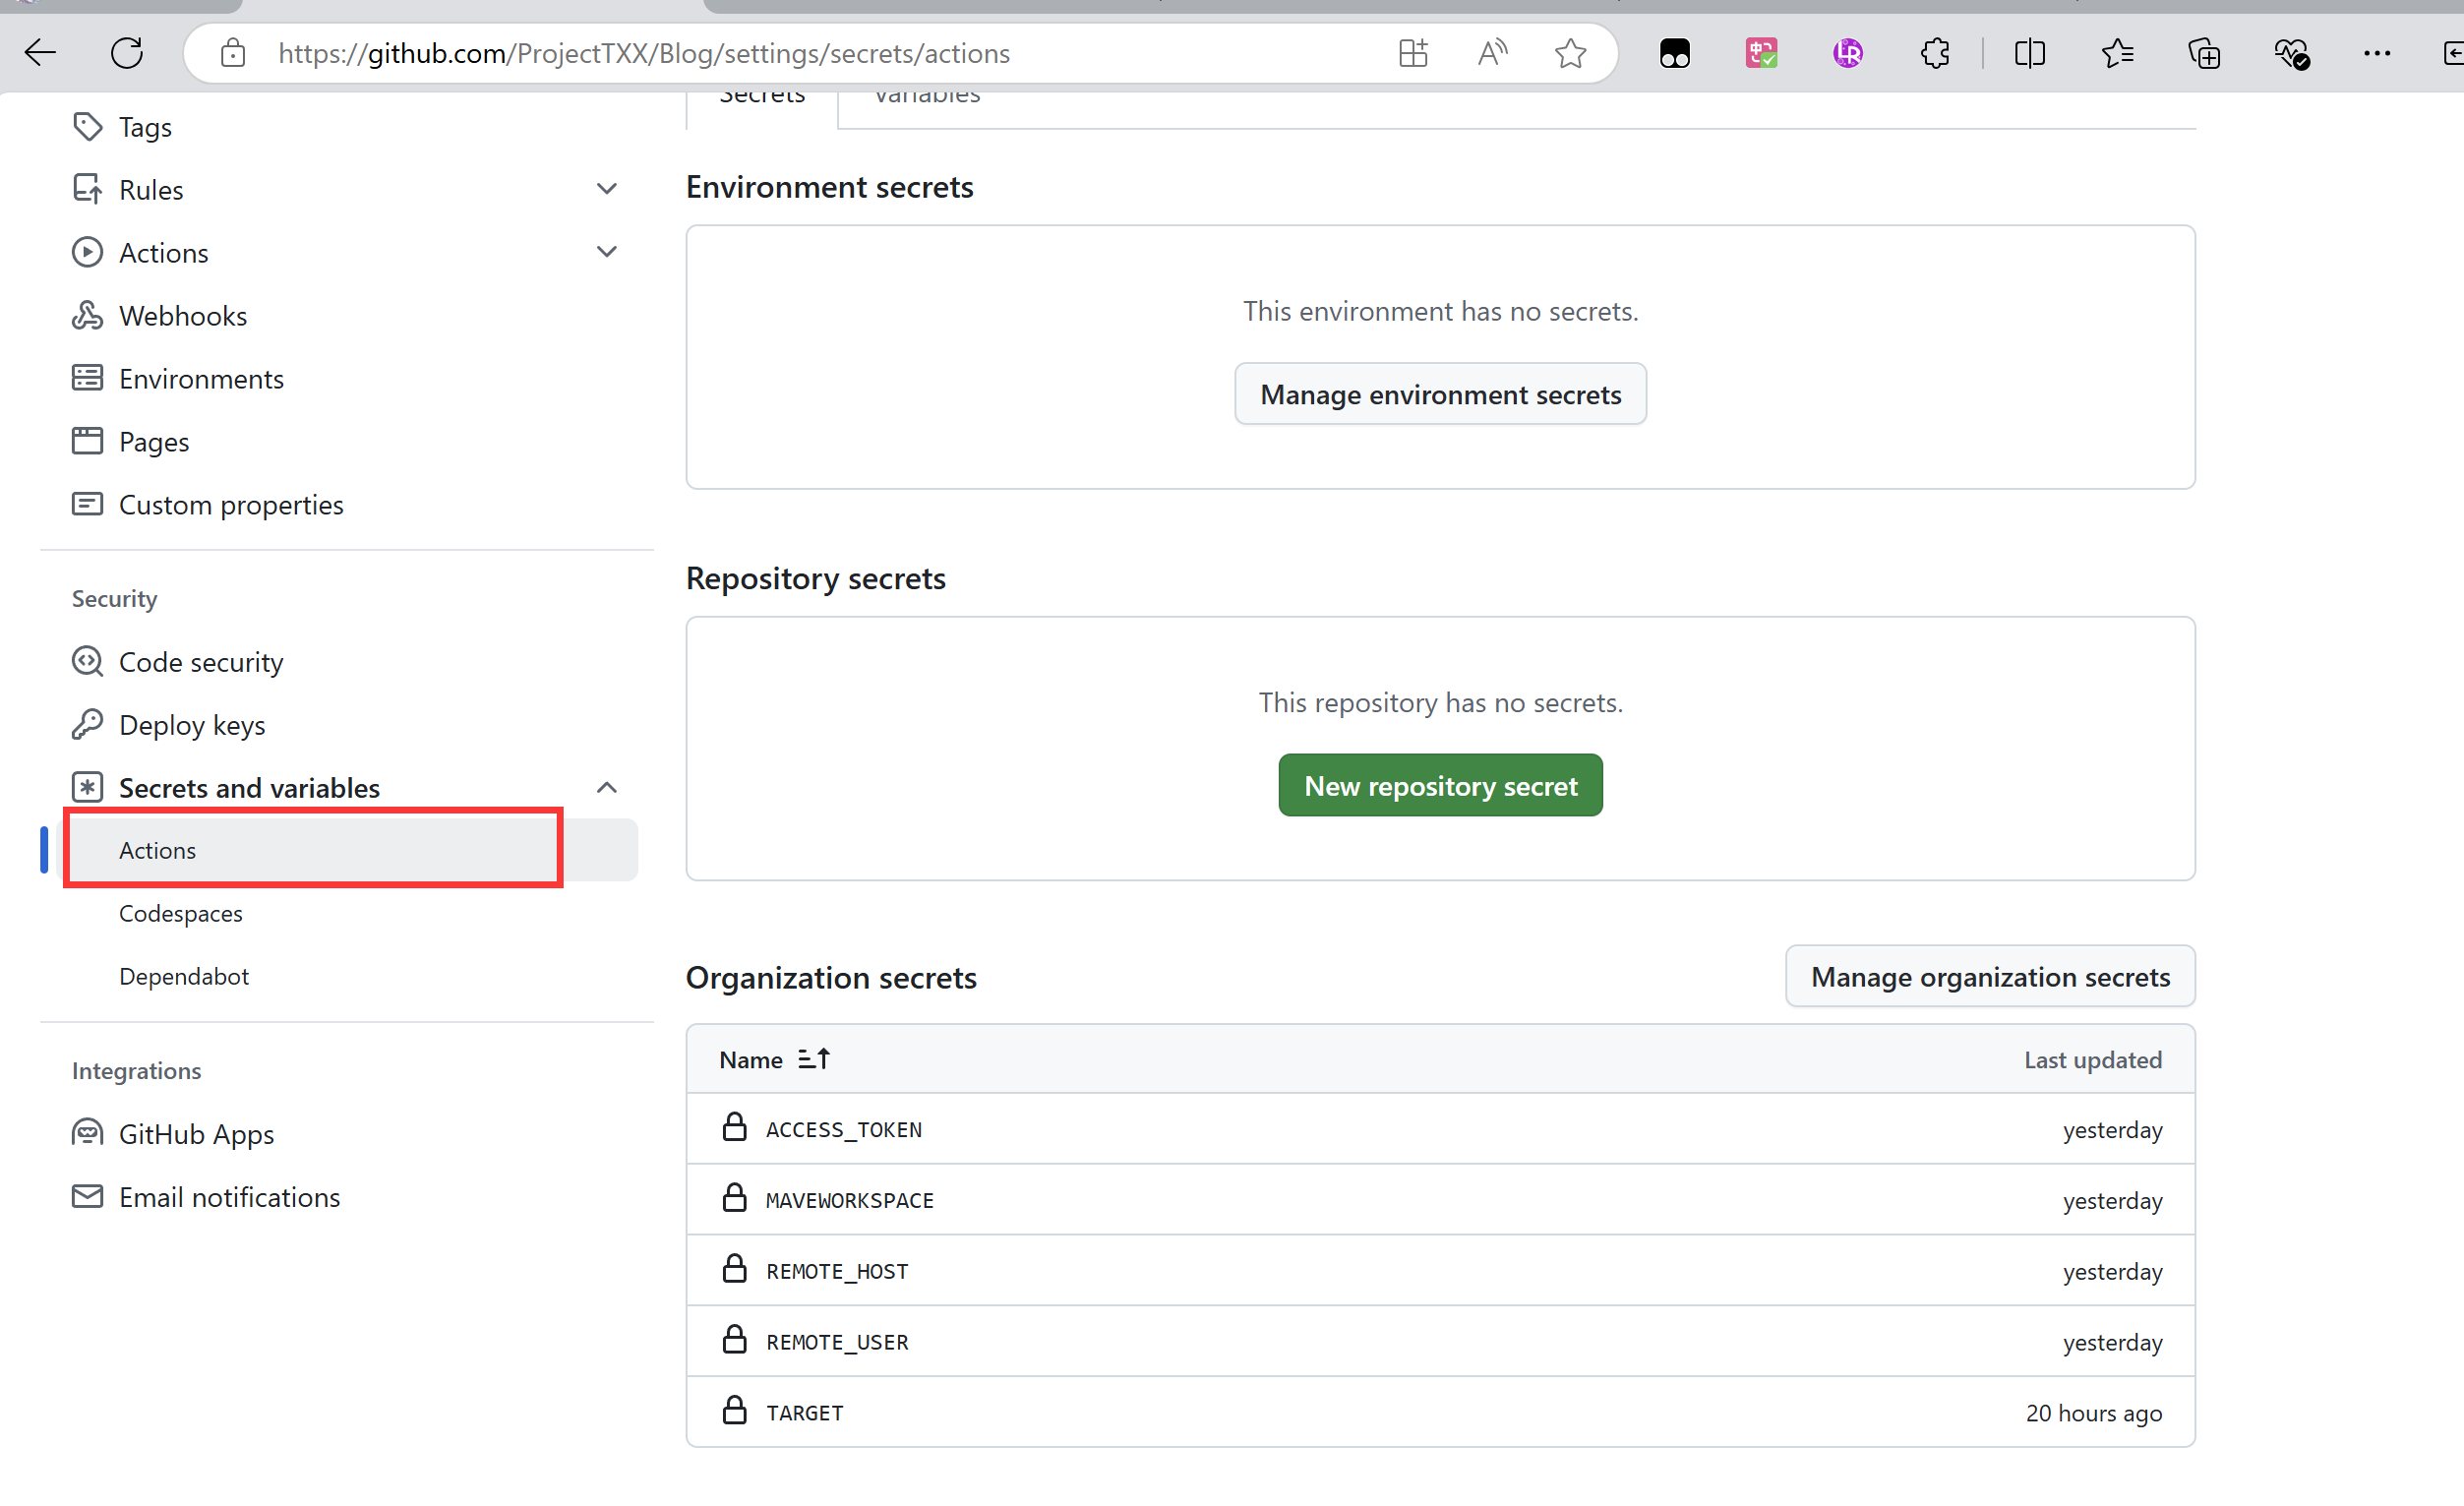 https://github.com/ProjectTXX/Blog/settings/secrets/actions
Secrets
Variables
Tags
Rules
Actions
Webhooks
Environments
Pages
Custom properties
Security
Code security
Deploy keys
Secrets and variables
Actions
Codespaces
Dependabot
Integrations
GitHub Apps
Email notifications
Environment secrets
This environment has no secrets.
Manage environment secrets
Repository secrets
This repository has no secrets.
New repository secret
Organization secrets
Manage organization secrets
Name
Last updated
ACCESS_TOKEN
yesterday
MAVEWORKSPACE
yesterday
REMOTE_HOST
yesterday
REMOTE_USER
yesterday
TARGET
20 hours ago